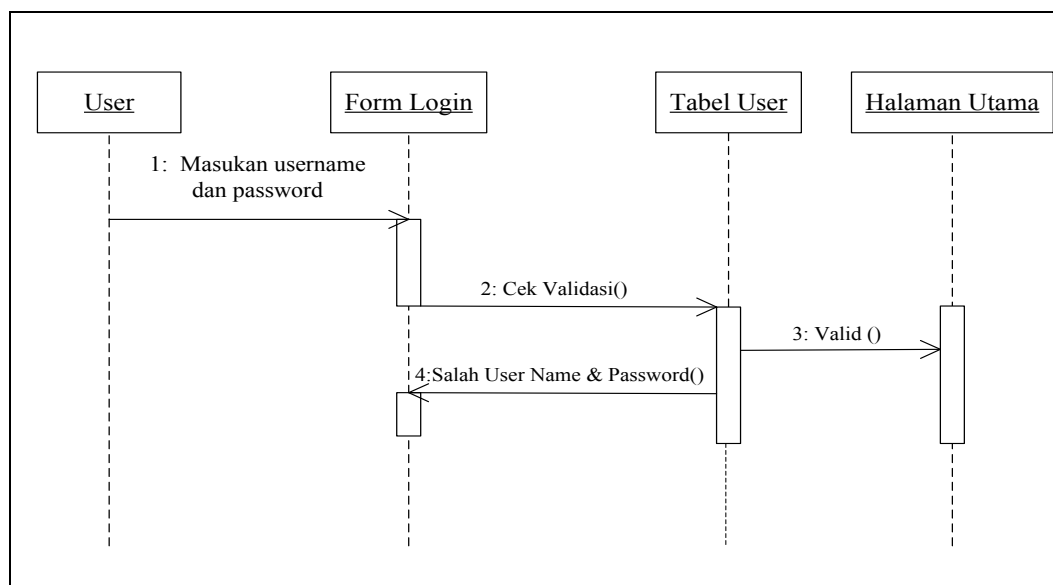 User
Form Login
Tabel User
Halaman Utama
1: Masukan username
dan password
2: Cek Validasi()
3: Valid ()
4:Salah User Name & Password()